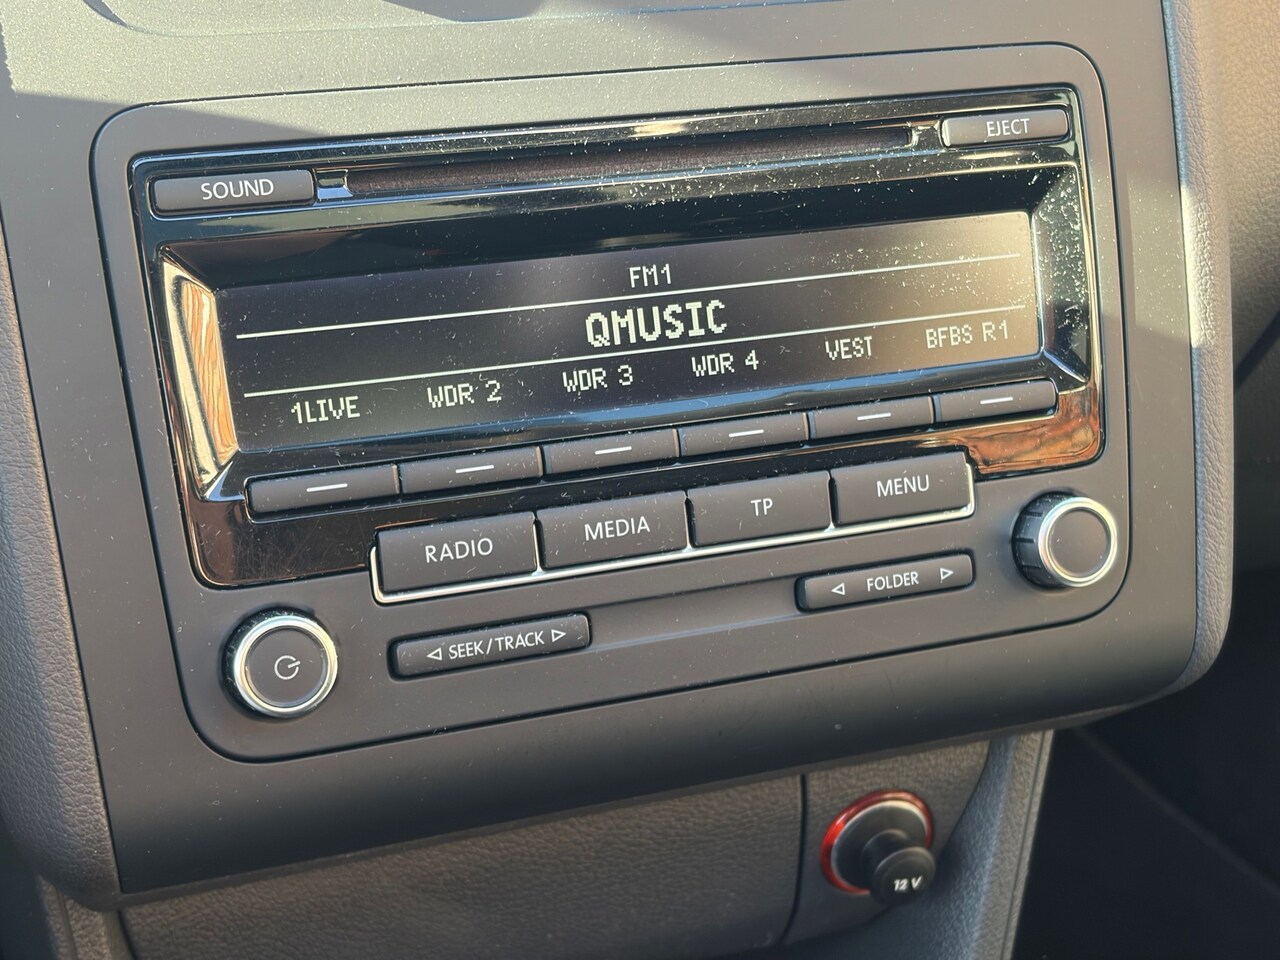 EJECT
SOUND
FM1
QMUSIC
1LIVE WDR 2 WDR 3 WDR 4 VEST BFBS R1
RADIO MEDIA TP MENU
◁ SEEK/TRACK ▷
◁ FOLDER ▷
12 V